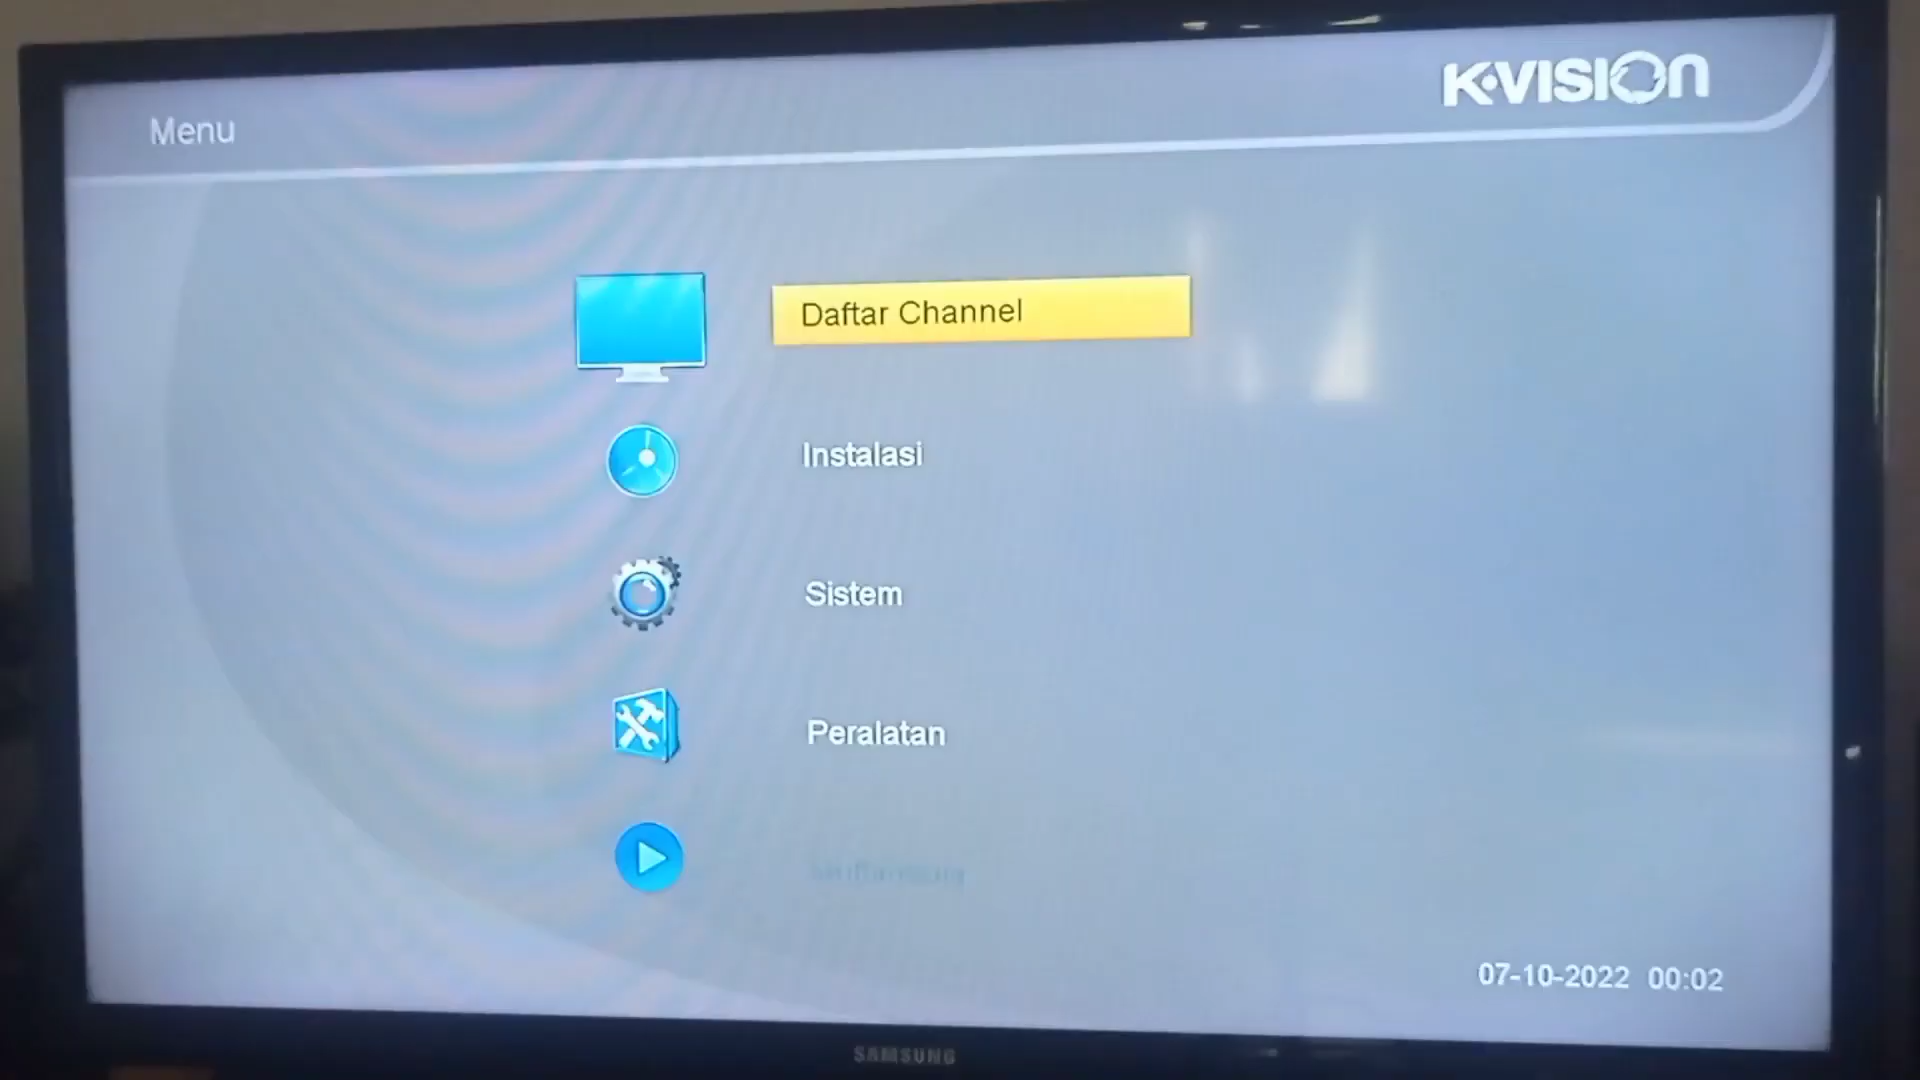 Menu
K-VISION
Daftar Channel
Instalasi
Sistem
Peralatan
07-10-2022 00:02
SAMSUNG